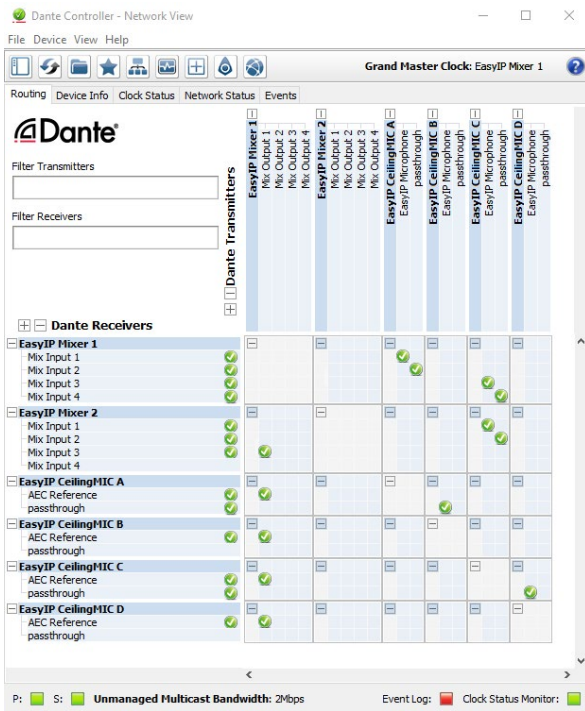 Dante Controller - Network View
File Device View Help
Grand Master Clock: EasyIP Mixer 1
Routing Device Info Clock Status Network Status Events
Dante®
Filter Transmitters
Filter Receivers
Dante Transmitters
EasyIP Mixer 1
Mix Output 1
Mix Output 2
Mix Output 3
Mix Output 4
EasyIP Mixer 2
Mix Output 1
Mix Output 2
Mix Output 3
Mix Output 4
EasyIP CeilingMIC A
EasyIP Microphone
passthrough
EasyIP CeilingMIC B
EasyIP Microphone
passthrough
EasyIP CeilingMIC C
EasyIP Microphone
passthrough
EasyIP CeilingMIC D
EasyIP Microphone
passthrough
Dante Receivers
EasyIP Mixer 1
Mix Input 1
Mix Input 2
Mix Input 3
Mix Input 4
EasyIP Mixer 2
Mix Input 1
Mix Input 2
Mix Input 3
Mix Input 4
EasyIP CeilingMIC A
AEC Reference
passthrough
EasyIP CeilingMIC B
AEC Reference
passthrough
EasyIP CeilingMIC C
AEC Reference
passthrough
EasyIP CeilingMIC D
AEC Reference
passthrough
P: S: Unmanaged Multicast Bandwidth: 2Mbps Event Log: Clock Status Monitor: